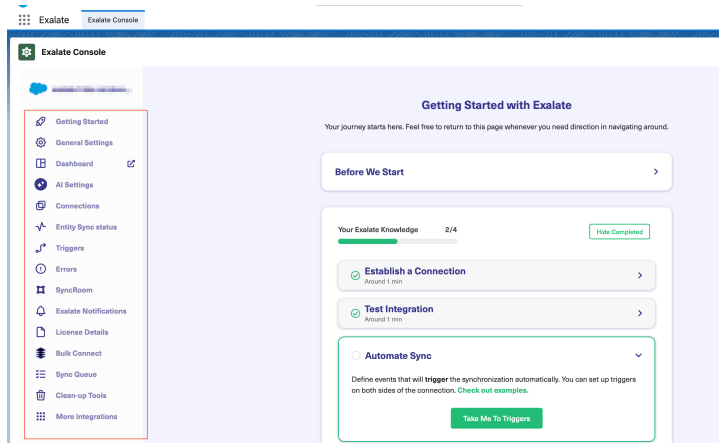 Exalate
Exalate Console
Exalate Console
Getting Started
General Settings
Dashboard
AI Settings
Connections
Entity Sync status
Triggers
Errors
SyncRoom
Exalate Notifications
License Details
Bulk Connect
Sync Queue
Clean-up Tools
More Integrations
Getting Started with Exalate
Your journey starts here. Feel free to return to this page whenever you need direction in navigating around.
Before We Start
Your Exalate Knowledge 2/4
Hide Completed
Establish a Connection
Around 1 min
Test Integration
Around 1 min
Automate Sync
Define events that will trigger the synchronization automatically. You can set up triggers
on both sides of the connection. Check out examples.
Take Me To Triggers